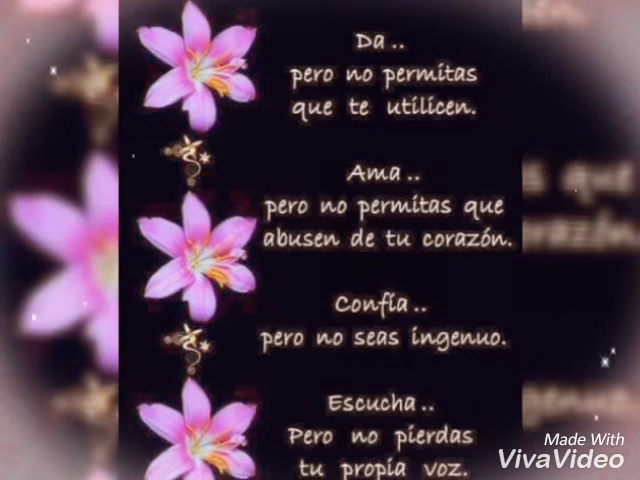 Da..
pero no permitas
que te utilicen.
Ama..
pero no permitas que
abusen de tu corazón.
Confía..
pero no seas ingenuo.
Escucha..
Pero no pierdas
tu propia voz.
Made With
VivaVideo